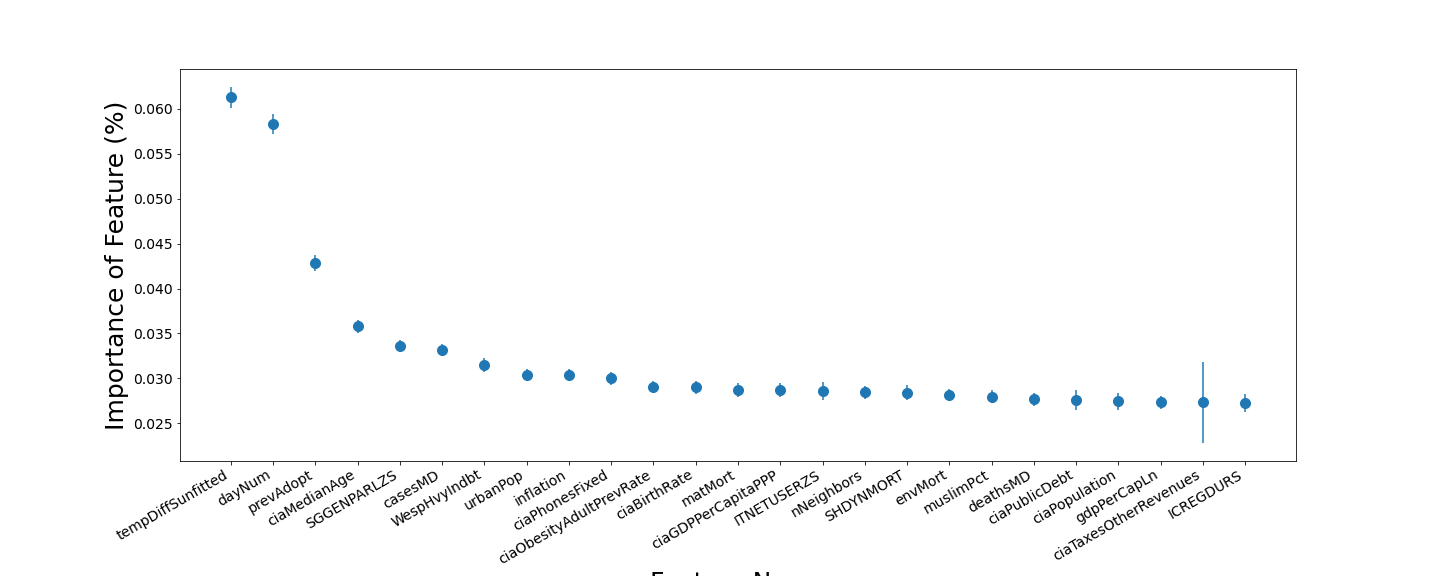 Importance of Feature (%)
0.060
0.055
0.050
0.045
0.040
0.035
0.030
0.025
tempDiffSunfitted
dayNum
prevAdopt
ciaMedianAge
SGGENPARLZS
casesMD
WespHvyIndbt
urbanPop
inflation
ciaPhonesFixed
ciaObesityAdultPrevRate
ciaBirthRate
matMort
ciaGDPPerCapitaPPP
ITNETUSERZS
nNeighbors
SHDYNMORT
envMort
muslimPct
deathsMD
ciaPublicDebt
ciaPopulation
gdpPerCapLn
ciaTaxesOtherRevenues
ICREGDURS